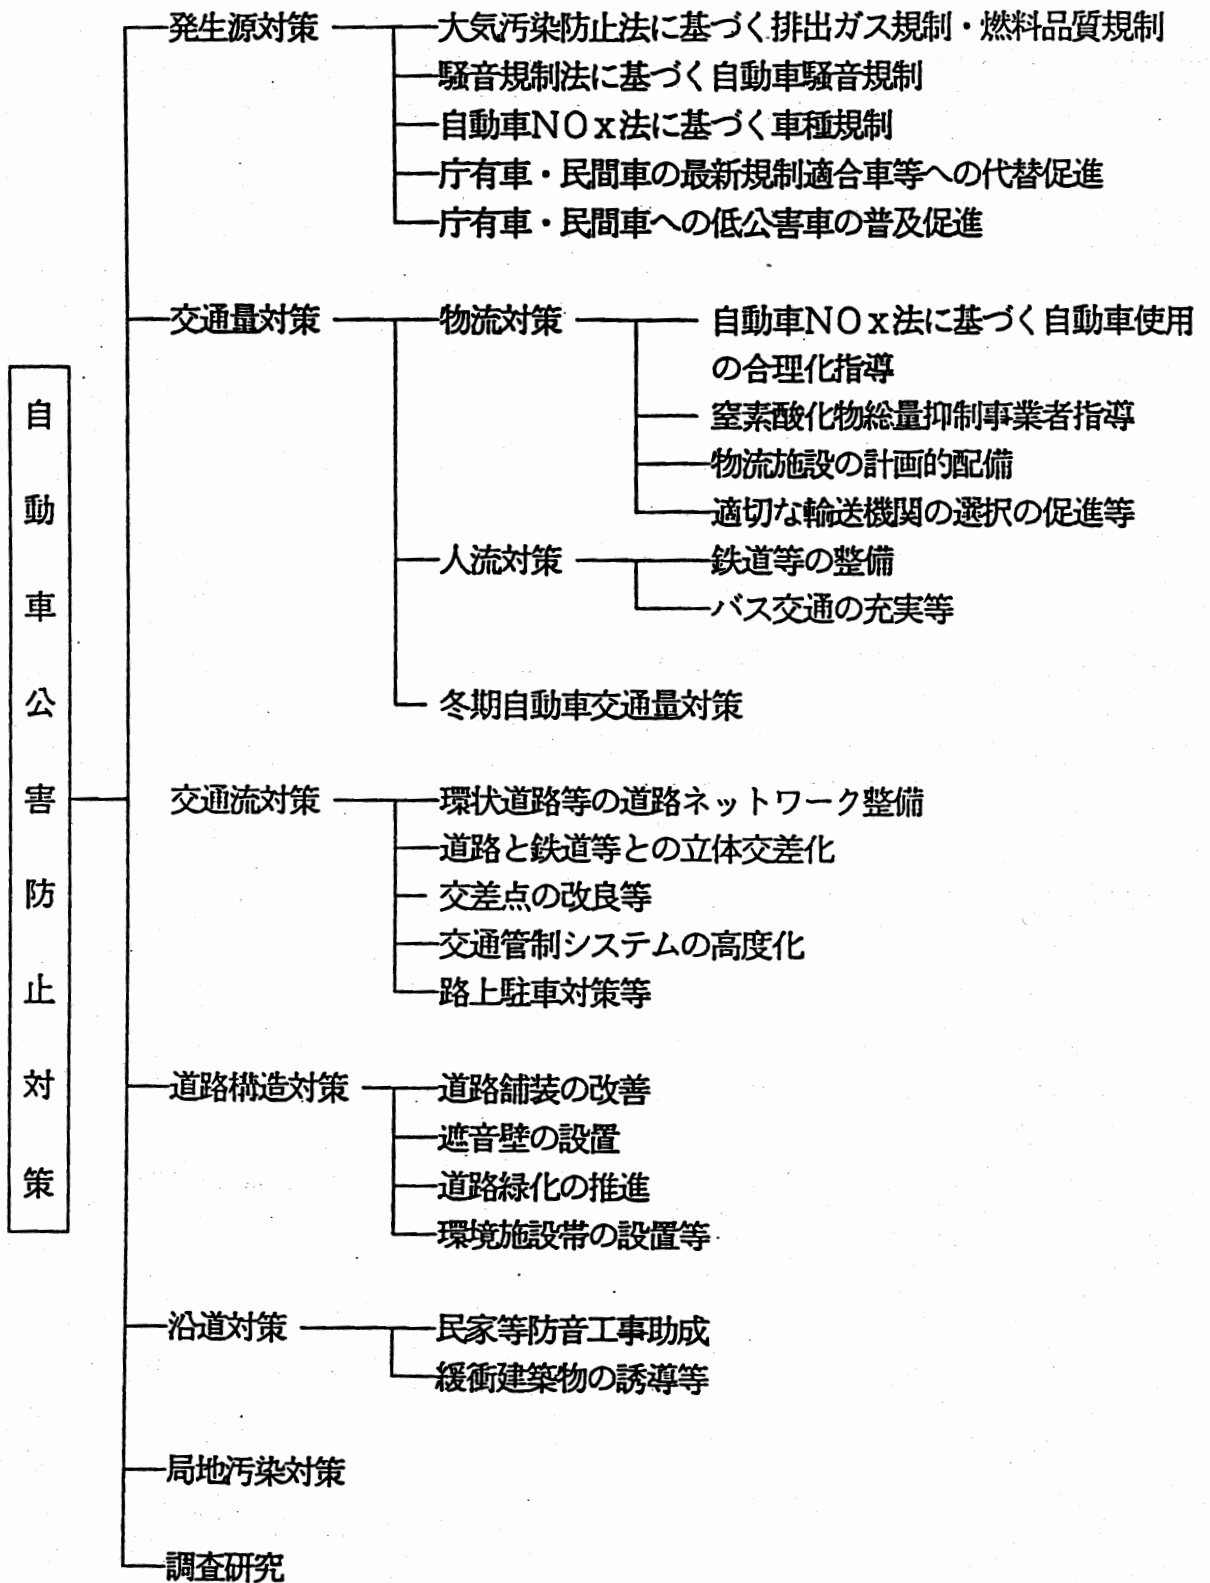 自動車公害防止対策
発生源対策
大気汚染防止法に基づく排出ガス規制・燃料品質規制
騒音規制法に基づく自動車騒音規制
自動車NOx法に基づく車種規制
庁有車・民間車の最新規制適合車等への代替促進
庁有車・民間車への低公害車の普及促進
交通量対策
物流対策
自動車NOx法に基づく自動車使用
の合理化指導
窒素酸化物総量抑制事業者指導
物流施設の計画的配備
適切な輸送機関の選択の促進等
人流対策
鉄道等の整備
バス交通の充実等
冬期自動車交通量対策
交通流対策
環状道路等の道路ネットワーク整備
道路と鉄道等との立体交差化
交差点の改良等
交通管制システムの高度化
路上駐車対策等
道路構造対策
道路舗装の改善
遮音壁の設置
道路緑化の推進
環境施設帯の設置等
沿道対策
民家等防音工事助成
緩衝建築物の誘導等
局地汚染対策
調査研究